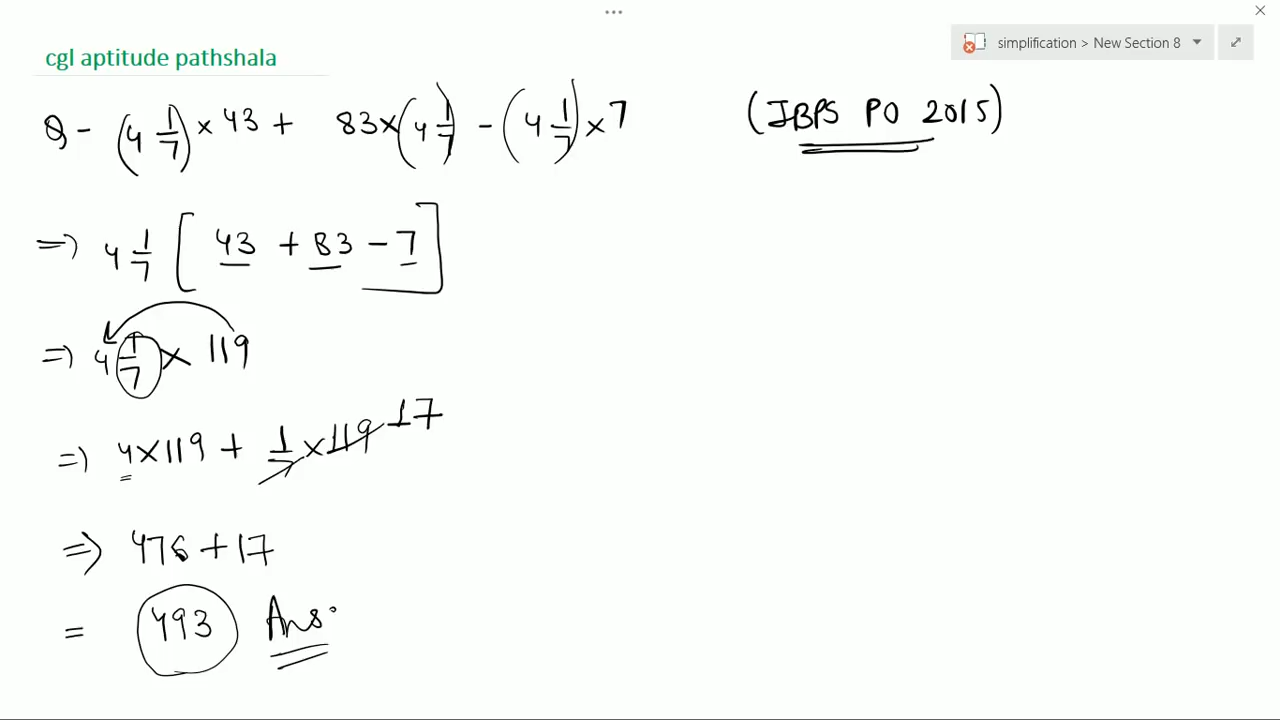 simplification > New Section 8
cgl aptitude pathshala
Q - (4 1/7) × 43 + 83 × (4 1/7) - (4 1/7) × 7 (IBPS PO 2015)
=> 4 1/7 [43 + 83 - 7]
=> 4 1/7 × 119
=> 4 × 119 + 1/7 × 119 17
=> 476 + 17
= 493 Ans.